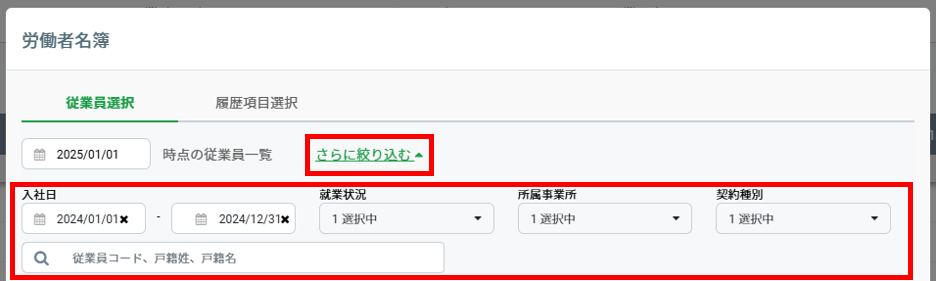 労働者名簿
従業員選択 履歴項目選択
2025/01/01 時点の従業員一覧 さらに絞り込む
入社日 就業状況 所属事業所 契約種別
2024/01/01 - 2024/12/31 1 選択中 1 選択中 1 選択中
従業員コード、戸籍姓、戸籍名